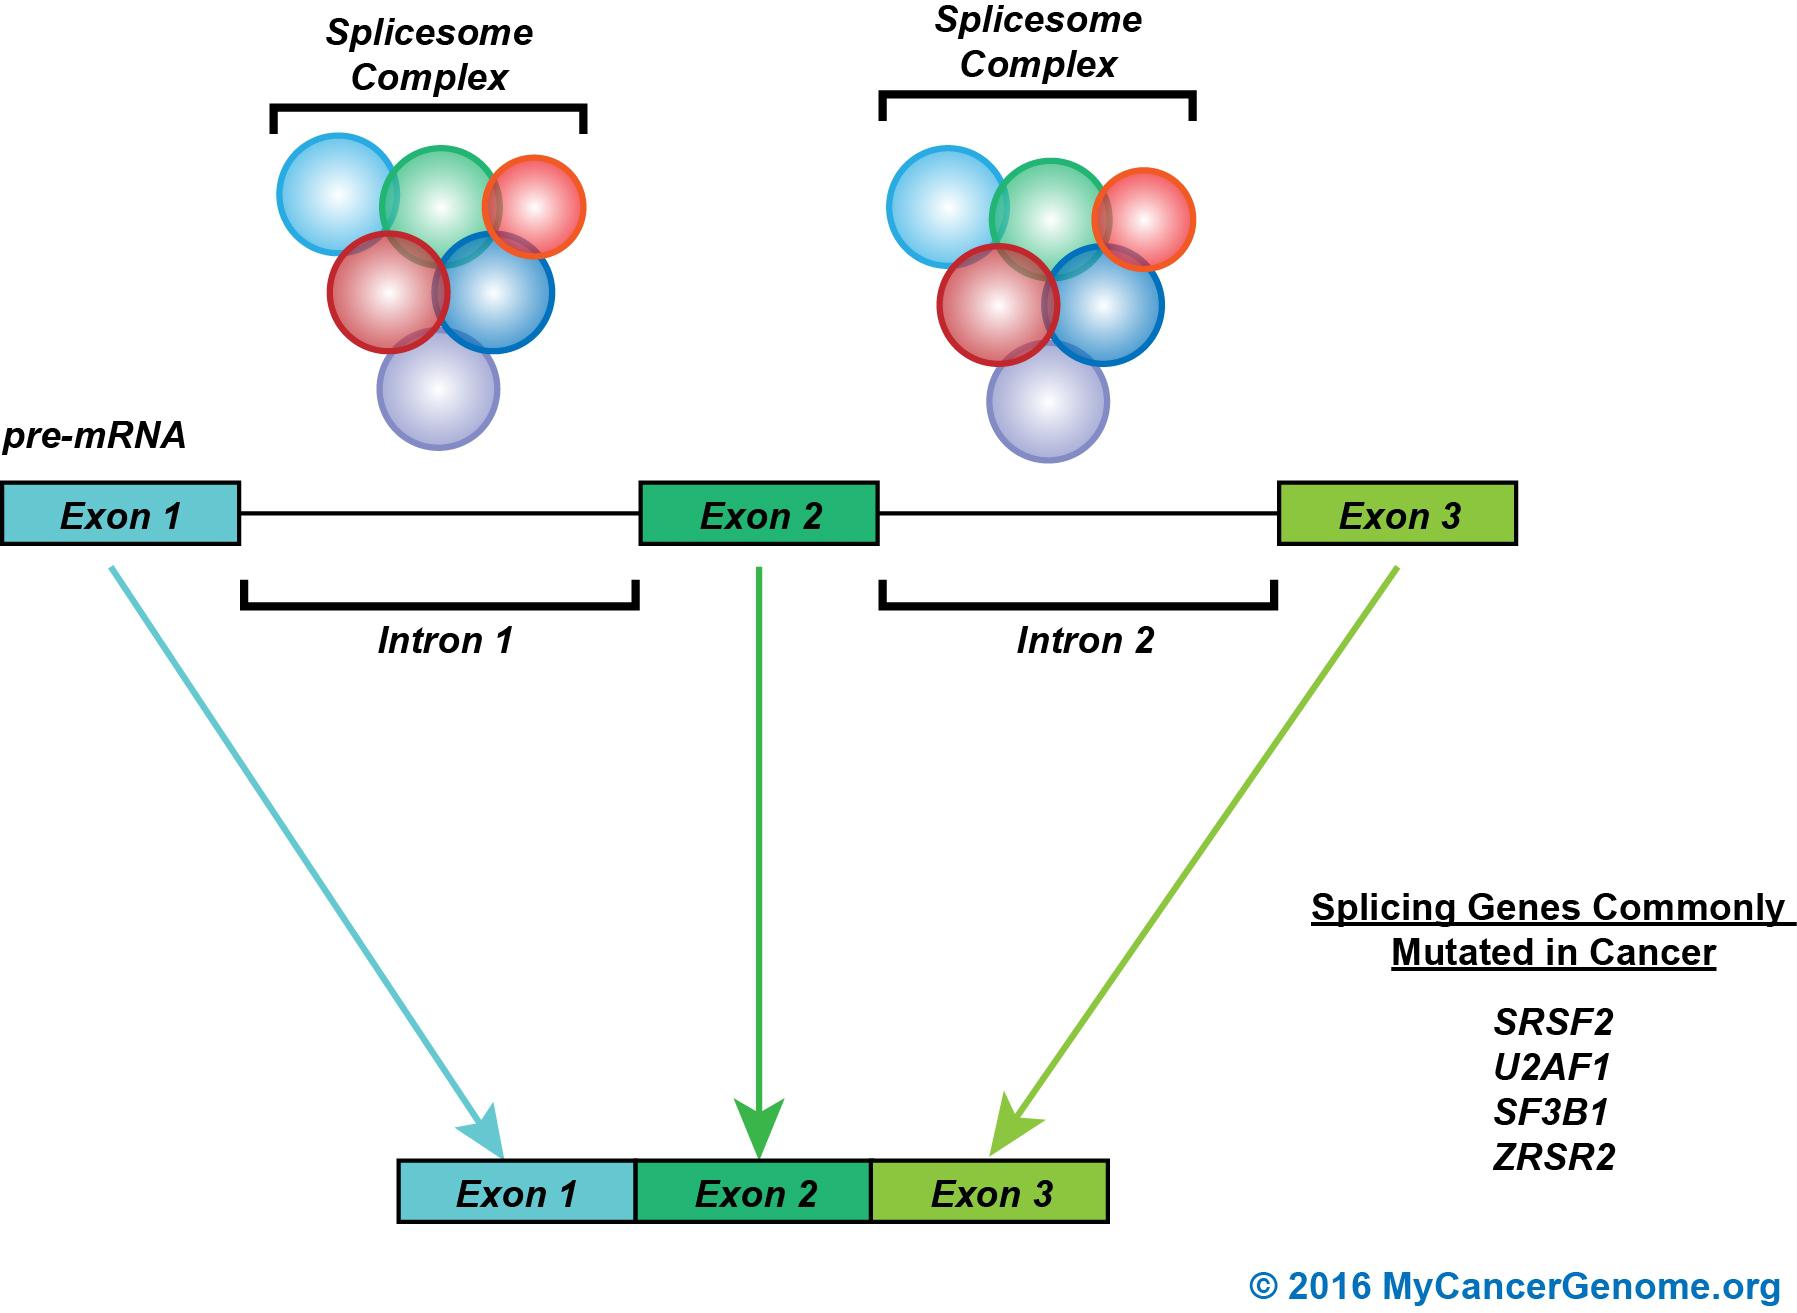 Splicesome
Complex
Splicesome
Complex
pre-mRNA
Exon 1
Exon 2
Exon 3
Intron 1
Intron 2
Splicing Genes Commonly
Mutated in Cancer
SRSF2
U2AF1
SF3B1
ZRSR2
Exon 1
Exon 2
Exon 3
© 2016 MyCancerGenome.org